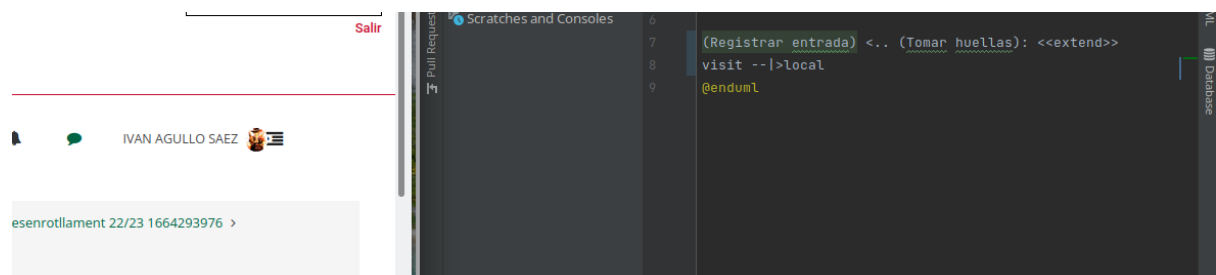 Salir
IVAN AGULLO SAEZ
esenrotllament 22/23 1664293976 >
Pull Request
Scratches and Consoles
6
7 (Registrar entrada) <.. (Tomar huellas): <<extend>>
8 visit --|>local
9 @enduml
ML
Database